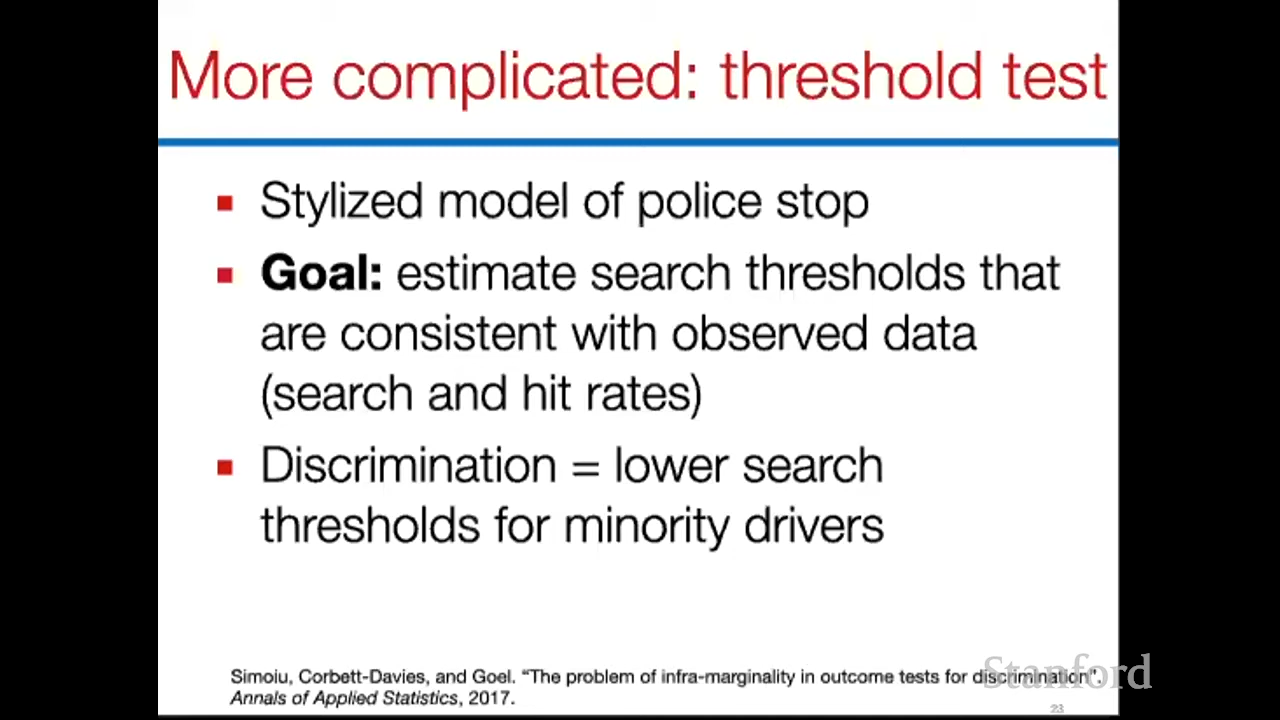 More complicated: threshold test
▪ Stylized model of police stop
▪ Goal: estimate search thresholds that
are consistent with observed data
(search and hit rates)
▪ Discrimination = lower search
thresholds for minority drivers
Simoiu, Corbett-Davies, and Goel. “The problem of infra-marginality in outcome tests for discrimination”.
Annals of Applied Statistics, 2017.
Stanford
23